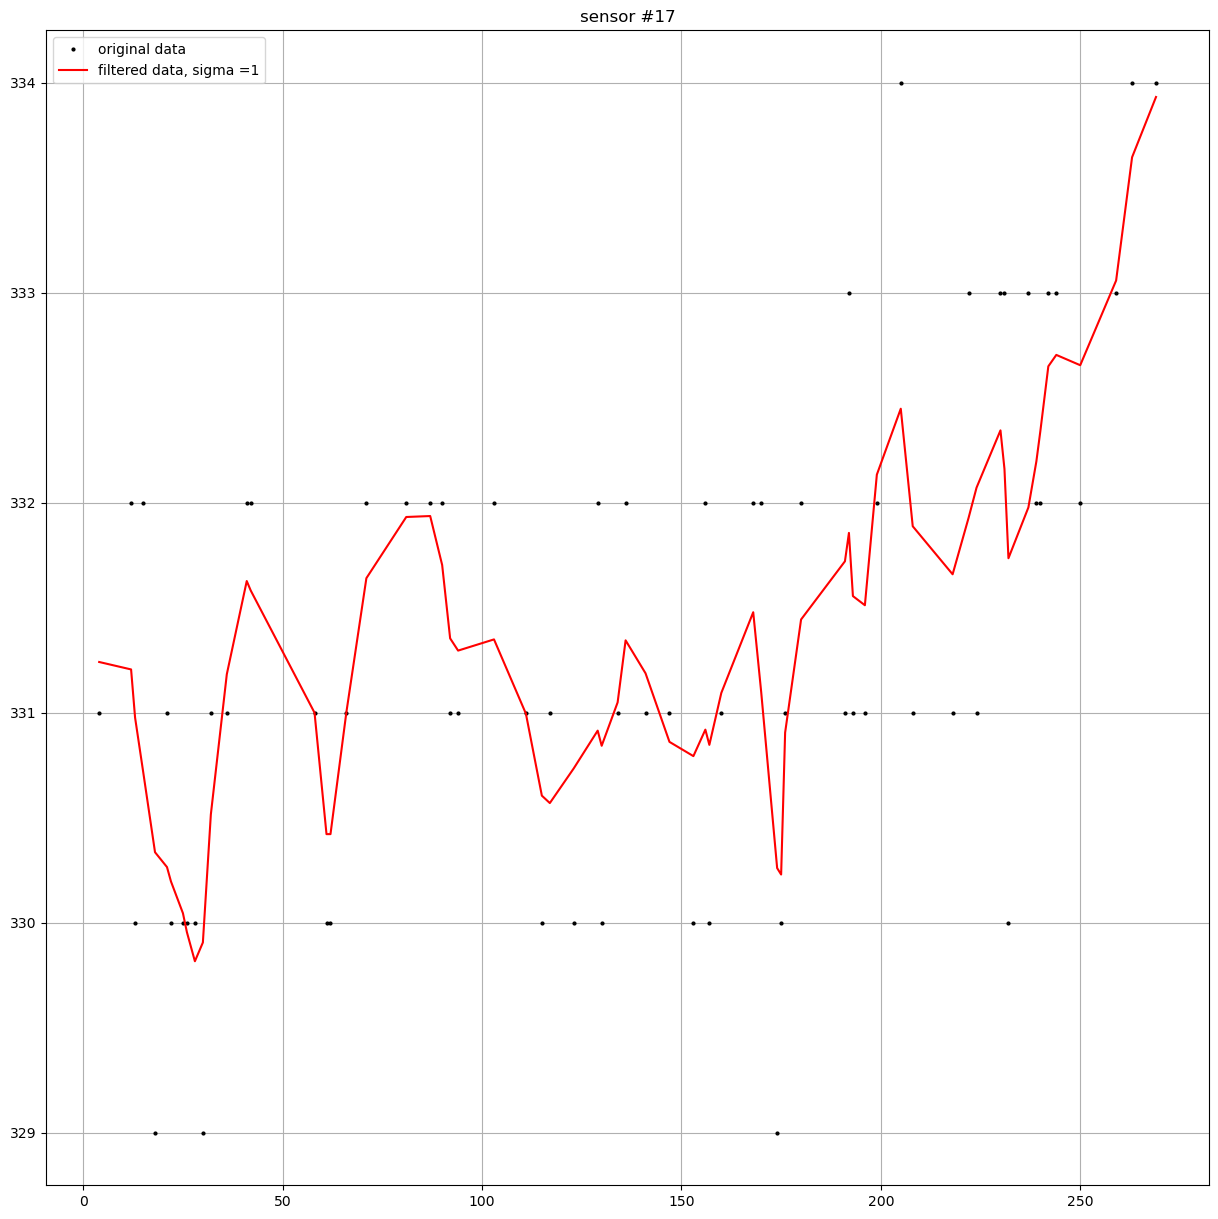 sensor #17
original data
filtered data, sigma =1
334
333
332
331
330
329
0 50 100 150 200 250